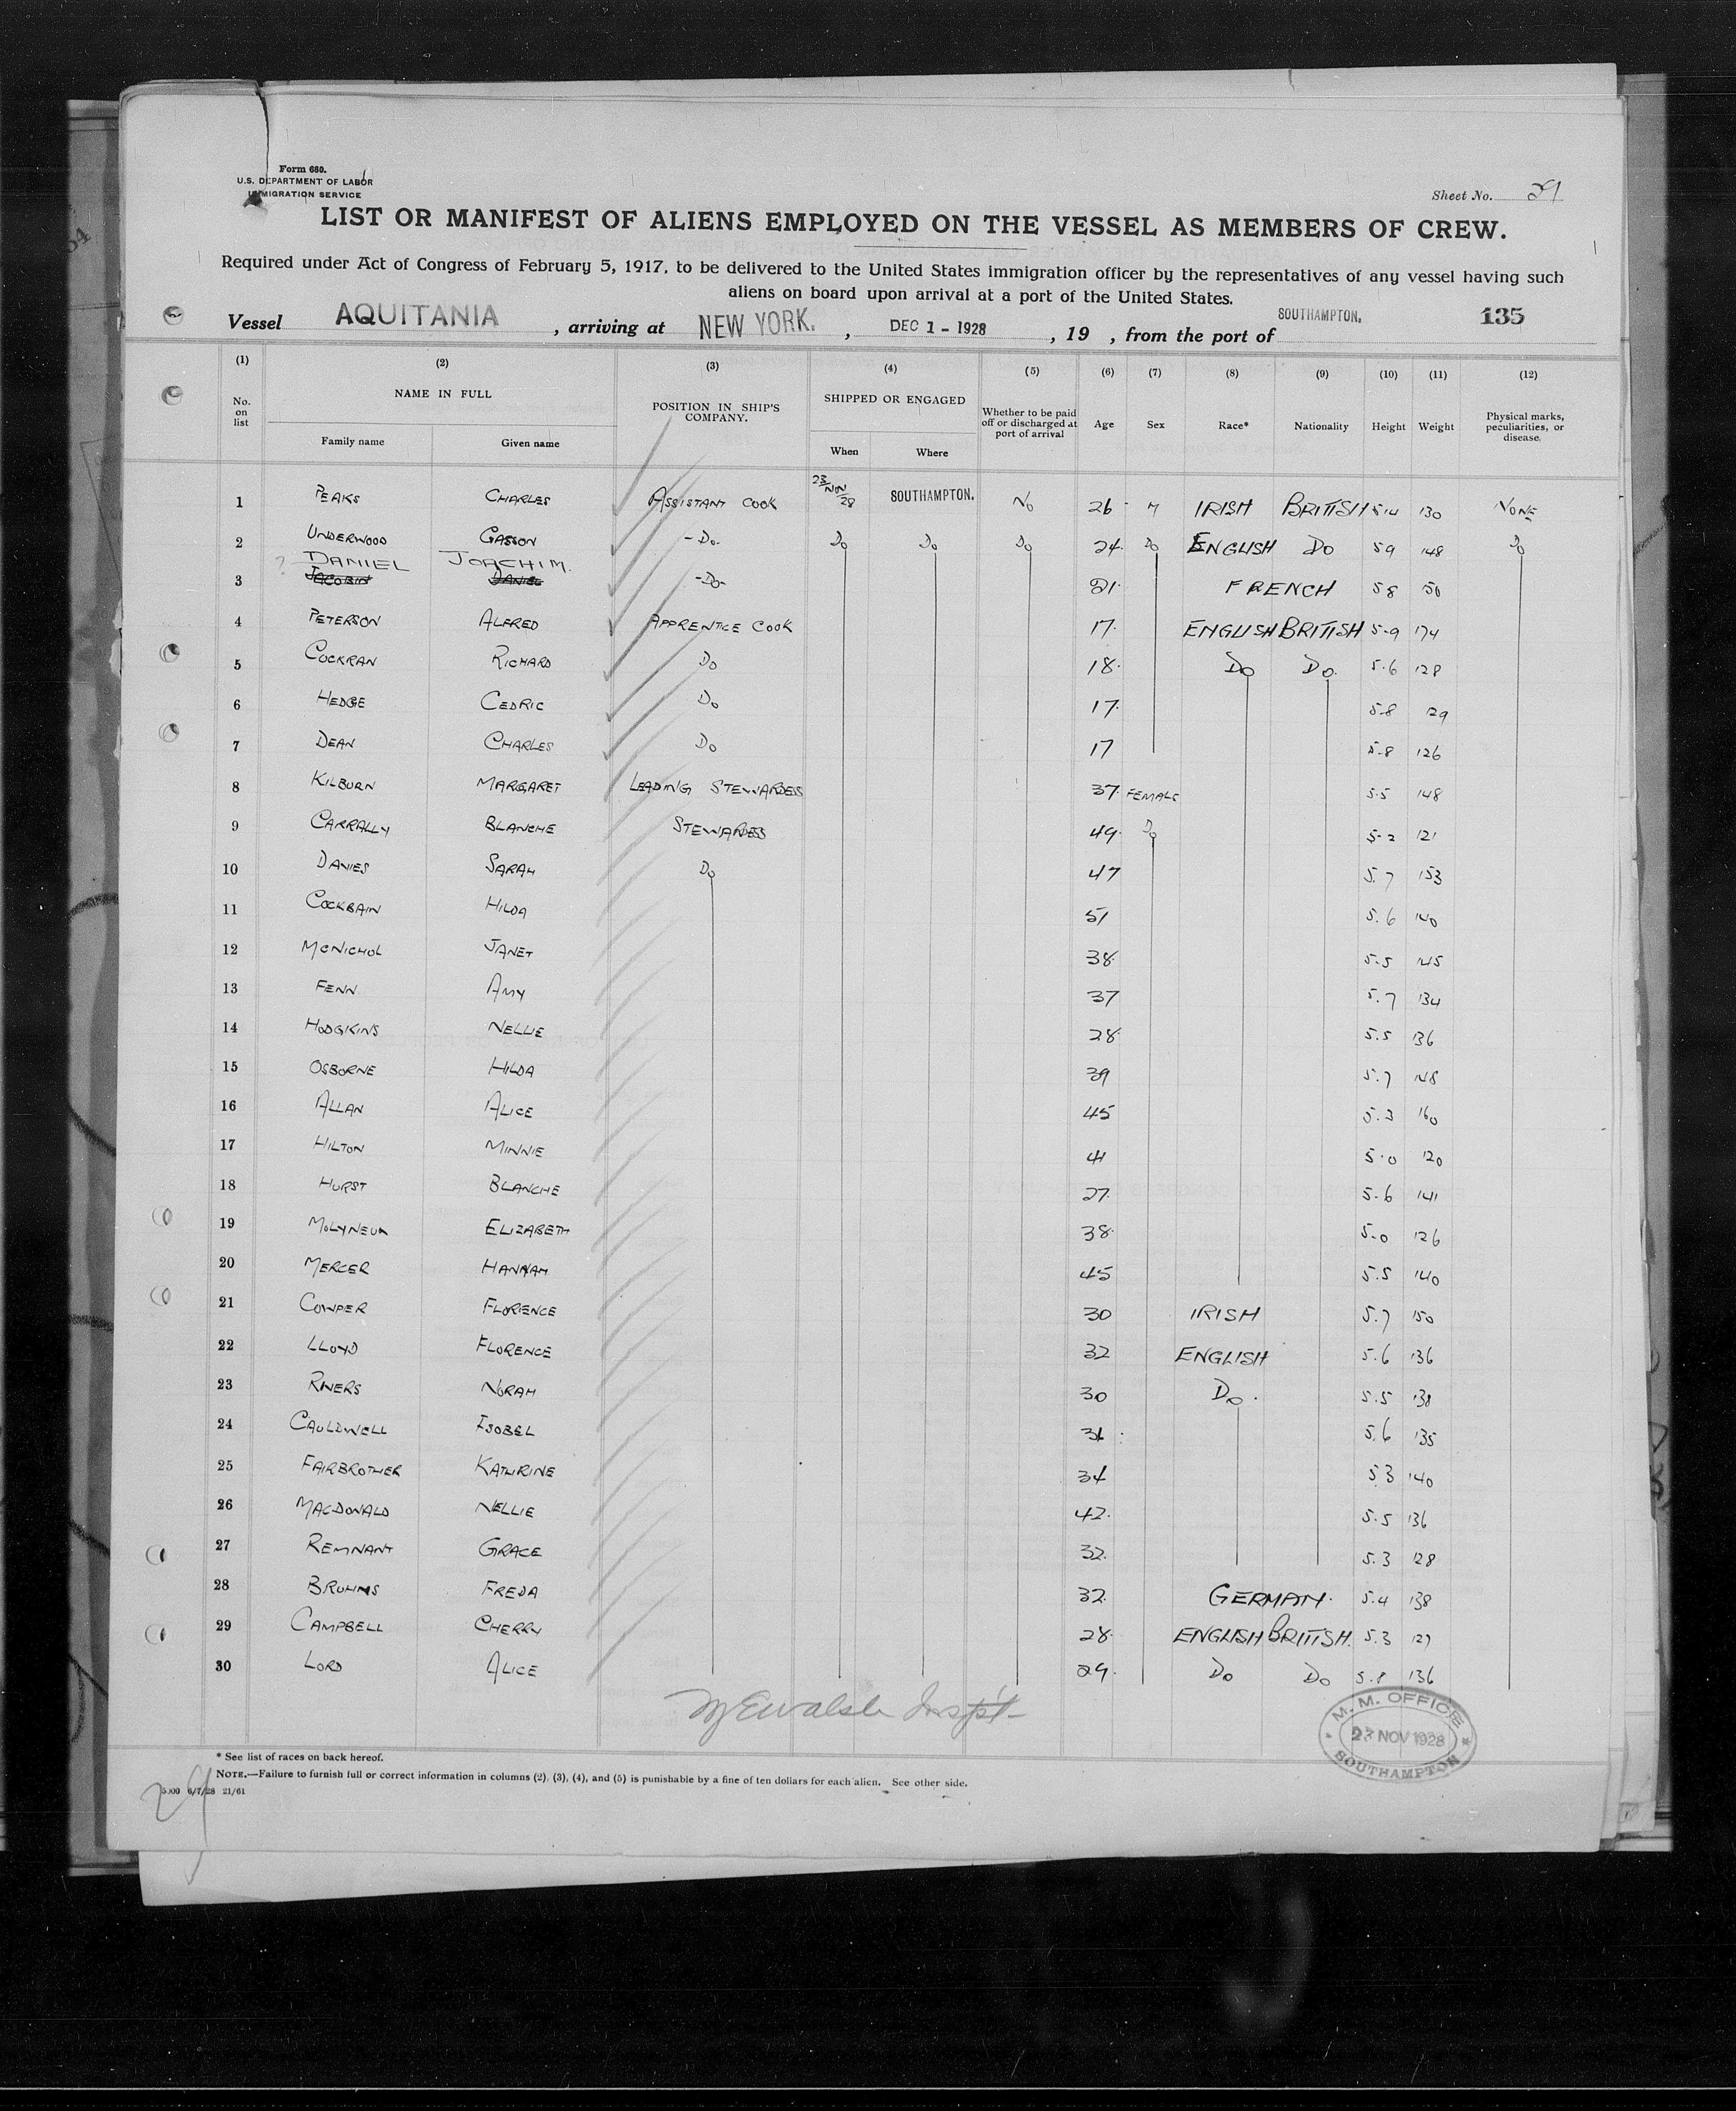 Form 680.
U.S. DEPARTMENT OF LABOR
IMMIGRATION SERVICE
Sheet No. 29
LIST OR MANIFEST OF ALIENS EMPLOYED ON THE VESSEL AS MEMBERS OF CREW.
Required under Act of Congress of February 5, 1917, to be delivered to the United States immigration officer by the representatives of any vessel having such
aliens on board upon arrival at a port of the United States.
Vessel AQUITANIA, arriving at NEW YORK., DEC 1 - 1928, 19 , from the port of SOUTHAMPTON. 135
(1) (2) (3) (4) (5) (6) (7) (8) (9) (10) (11) (12)
No. on list NAME IN FULL POSITION IN SHIP'S COMPANY. SHIPPED OR ENGAGED Whether to be paid off or discharged at port of arrival Age Sex Race* Nationality Height Weight Physical marks, peculiarities, or disease.
Family name Given name When Where
1 PEAKS CHARLES ASSISTANT COOK 23/NOV/28 SOUTHAMPTON. NO 26 M IRISH BRITISH 130 NONE
2 UNDERWOOD GASSON -DO- DO DO DO 24 DO ENGLISH DO 5 9 148 DO
? DANIEL JOACHIM.
3 JACOBIN DANIEL -DO- 21 FRENCH 5 8 150
4 PETERSON ALFRED APPRENTICE COOK 17 ENGLISH BRITISH 5-9 174
5 COCKRAN RICHARD DO 18 DO DO 5.6 128
6 HEDGE CEDRIC DO 17 5-8 129
7 DEAN CHARLES DO 17 5-8 126
8 KILBURN MARGARET LEADING STEWARDESS 37 FEMALE 5.5 148
9 CARRALLY BLANCHE STEWARDESS 49 DO 5-2 121
10 DAVIES SARAH DO 47 5.7 153
11 COCKBAIN HILDA 51 5.6 140
12 MCNICHOL JANET 38 5.5 145
13 FENN AMY 37 5.7 134
14 HODGKINS NELLIE 28 5.5 136
15 OSBORNE HILDA 39 5.7 148
16 ALLAN ALICE 45 5.3 160
17 HILTON MINNIE 41 5.0 120
18 HURST BLANCHE 27 5.6 141
19 MOLYNEUX ELIZABETH 38 5-0 126
20 MERCER HANNAH 45 5.5 140
21 COWPER FLORENCE 30 IRISH 5.7 150
22 LLOYD FLORENCE 32 ENGLISH 5.6 136
23 RIVERS NORAH 30 DO. 5.5 138
24 CAULDWELL ISOBEL 31 5.6 135
25 FAIRBROTHER KATHRINE 34 5.3 140
26 MACDONALD NELLIE 42 5.5 136
27 REMNANT GRACE 32 5.3 128
28 BRUHNS FREDA 32 GERMAN. 5.4 138
29 CAMPBELL CHERRY 28 ENGLISH BRITISH. 5.3 127
30 LORD ALICE 29 DO DO 5.8 136
Walsh Insp't
M.M. OFFICE
23 NOV 1928
SOUTHAMPTON
* See list of races on back hereof.
NOTE.—Failure to furnish full or correct information in columns (2), (3), (4), and (5) is punishable by a fine of ten dollars for each alien. See other side.
5000 6/7/28 21/61
29